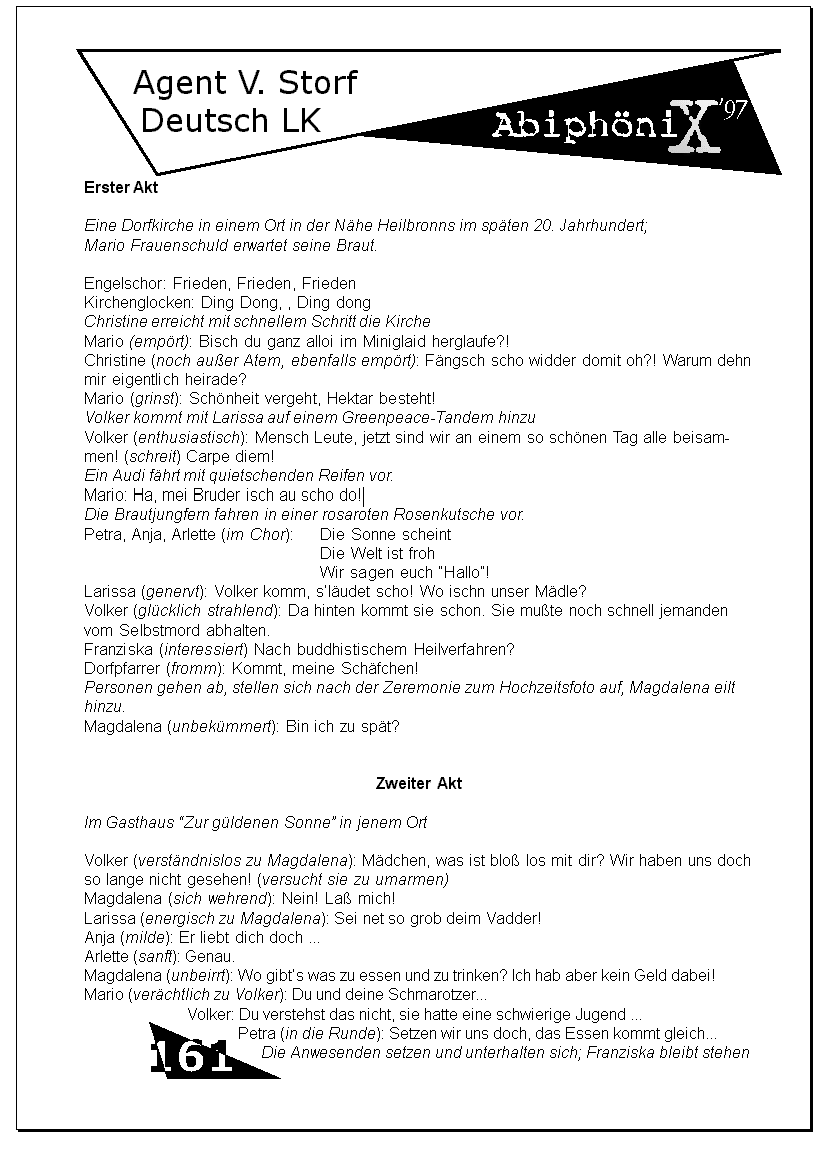 Agent V. Storf
Deutsch LK
AbiphöniX '97
Erster Akt
Eine Dorfkirche in einem Ort in der Nähe Heilbronns im späten 20. Jahrhundert;
Mario Frauenschuld erwartet seine Braut.
Engelschor: Frieden, Frieden, Frieden
Kirchenglocken: Ding Dong, , Ding dong
Christine erreicht mit schnellem Schritt die Kirche
Mario (empört): Bisch du ganz alloi im Miniglaid herglaufe?!
Christine (noch außer Atem, ebenfalls empört): Fängsch scho widder domit oh?! Warum dehn
mir eigentlich heirade?
Mario (grinst): Schönheit vergeht, Hektar besteht!
Volker kommt mit Larissa auf einem Greenpeace-Tandem hinzu
Volker (enthusiastisch): Mensch Leute, jetzt sind wir an einem so schönen Tag alle beisam-
men! (schreit) Carpe diem!
Ein Audi fährt mit quietschenden Reifen vor.
Mario: Ha, mei Bruder isch au scho do!
Die Brautjungfern fahren in einer rosaroten Rosenkutsche vor.
Petra, Anja, Arlette (im Chor): Die Sonne scheint
Die Welt ist froh
Wir sagen euch "Hallo"!
Larissa (genervt): Volker komm, s'läudet scho! Wo ischn unser Mädle?
Volker (glücklich strahlend): Da hinten kommt sie schon. Sie mußte noch schnell jemanden
vom Selbstmord abhalten.
Franziska (interessiert) Nach buddhistischem Heilverfahren?
Dorfpfarrer (fromm): Kommt, meine Schäfchen!
Personen gehen ab, stellen sich nach der Zeremonie zum Hochzeitsfoto auf, Magdalena eilt
hinzu.
Magdalena (unbekümmert): Bin ich zu spät?
Zweiter Akt
Im Gasthaus "Zur güldenen Sonne" in jenem Ort
Volker (verständnislos zu Magdalena): Mädchen, was ist bloß los mit dir? Wir haben uns doch
so lange nicht gesehen! (versucht sie zu umarmen)
Magdalena (sich wehrend): Nein! Laß mich!
Larissa (energisch zu Magdalena): Sei net so grob deim Vadder!
Anja (milde): Er liebt dich doch ...
Arlette (sanft): Genau.
Magdalena (unbeirrt): Wo gibt's was zu essen und zu trinken? Ich hab aber kein Geld dabei!
Mario (verächtlich zu Volker): Du und deine Schmarotzer...
Volker: Du verstehst das nicht, sie hatte eine schwierige Jugend ...
Petra (in die Runde): Setzen wir uns doch, das Essen kommt gleich...
Die Anwesenden setzen und unterhalten sich; Franziska bleibt stehen
161